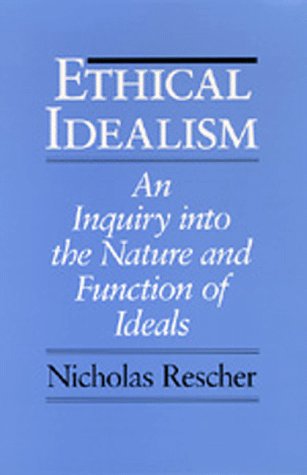 ETHICAL
IDEALISM
An
Inquiry into
the Nature and
Function of
Ideals
Nicholas Rescher